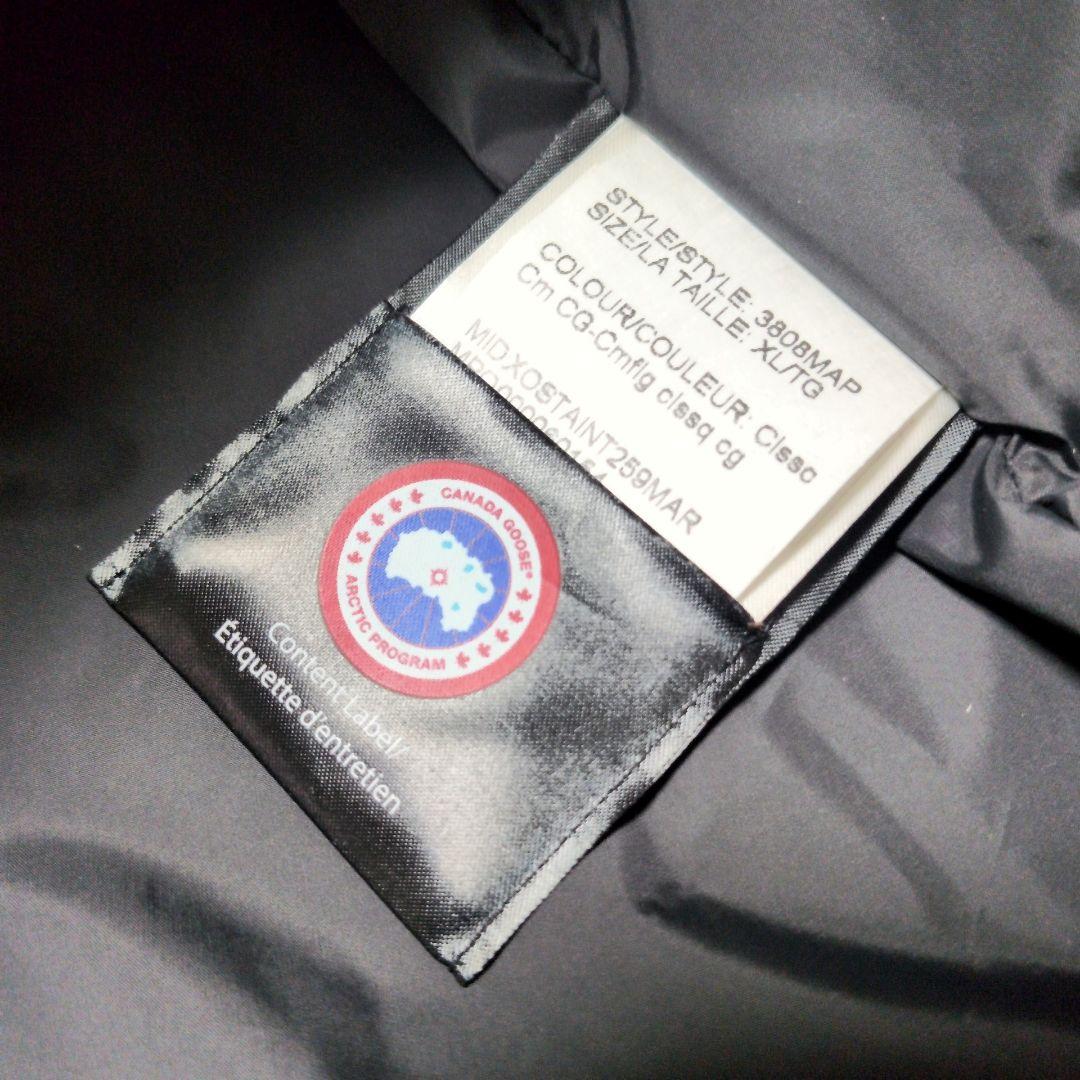 STYLE/STYLE: 3808MAP
SIZE/LA TAILLE: XL/TG
COLOUR/COULEUR: Clssc
Cm CG-Cmflg clssq cg
MID.XOSTAINT259MAR
CANADA GOOSE®
ARCTIC PROGRAM
Content Label/
Étiquette d'entretien